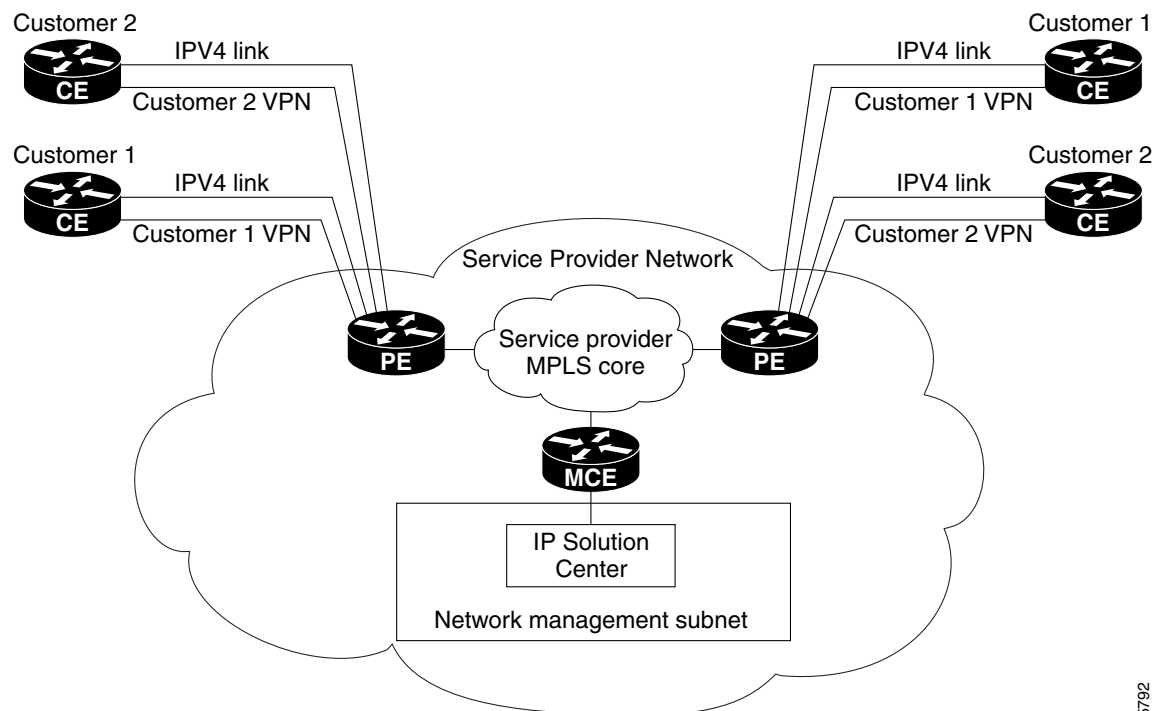 Customer 2
IPV4 link
CE
Customer 2 VPN
Customer 1
IPV4 link
CE
Customer 1 VPN
Customer 1
IPV4 link
CE
Customer 1 VPN
Customer 2
IPV4 link
CE
Customer 2 VPN
Service Provider Network
PE
Service provider
MPLS core
PE
MCE
IP Solution
Center
Network management subnet